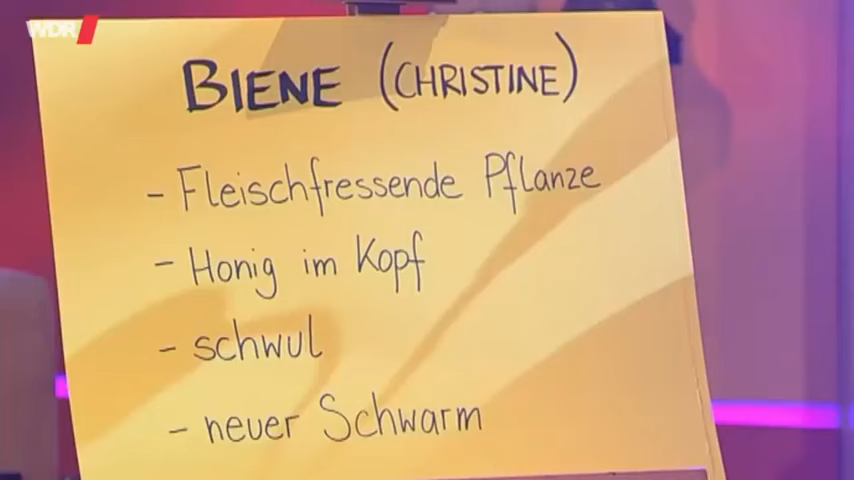 WDR
BIENE (CHRISTINE)
- Fleischfressende Pflanze
- Honig im Kopf
- schwul
- neuer Schwarm